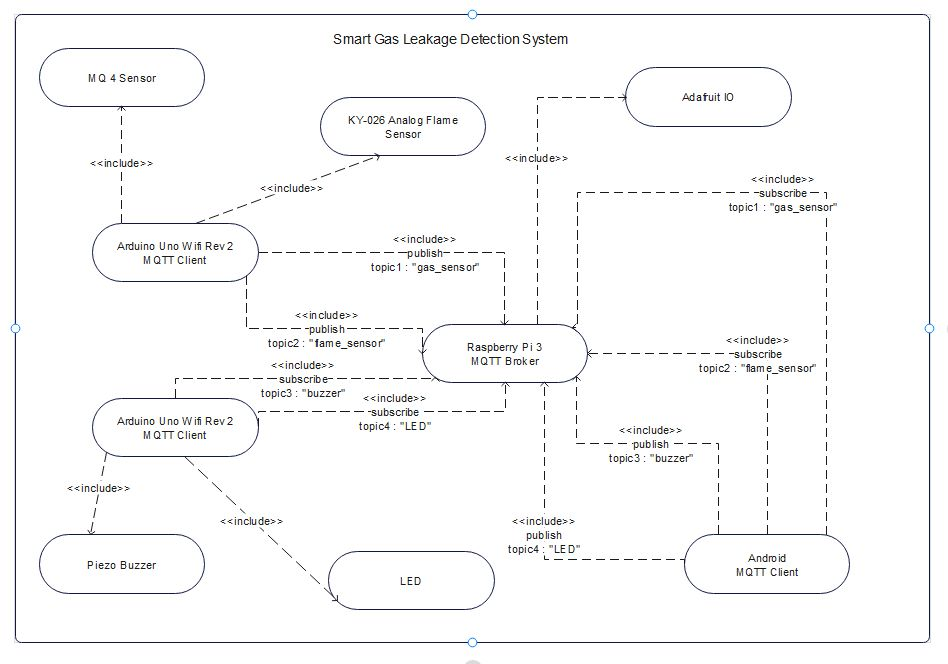 Smart Gas Leakage Detection System
MQ 4 Sensor
KY-026 Analog Flame
Sensor
Adafruit IO
<<include>>
<<include>>
<<include>>
<<include>>
subscribe
topic1 : "gas_sensor"
Arduino Uno Wifi Rev 2
MQTT Client
<<include>>
publish
topic1 : "gas_sensor"
<<include>>
publish
topic2 : "flame_sensor"
Raspberry Pi 3
MQTT Broker
<<include>>
subscribe
topic2 : "flame_sensor"
<<include>>
subscribe
topic3 : "buzzer"
<<include>>
subscribe
topic4 : "LED"
Arduino Uno Wifi Rev 2
MQTT Client
<<include>>
publish
topic3 : "buzzer"
<<include>>
<<include>>
<<include>>
publish
topic4 : "LED"
Piezo Buzzer
LED
Android
MQTT Client